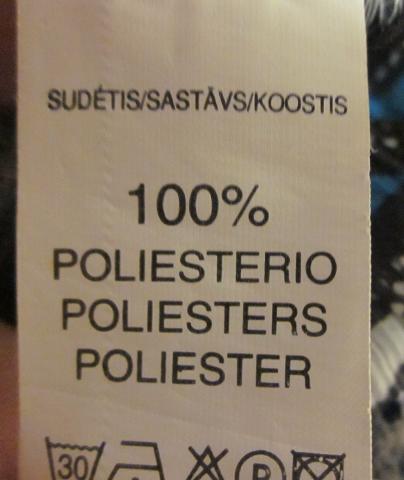 SUDĖTIS/SASTĀVS/KOOSTIS
100%
POLIESTERIO
POLIESTERS
POLIESTER
30 P